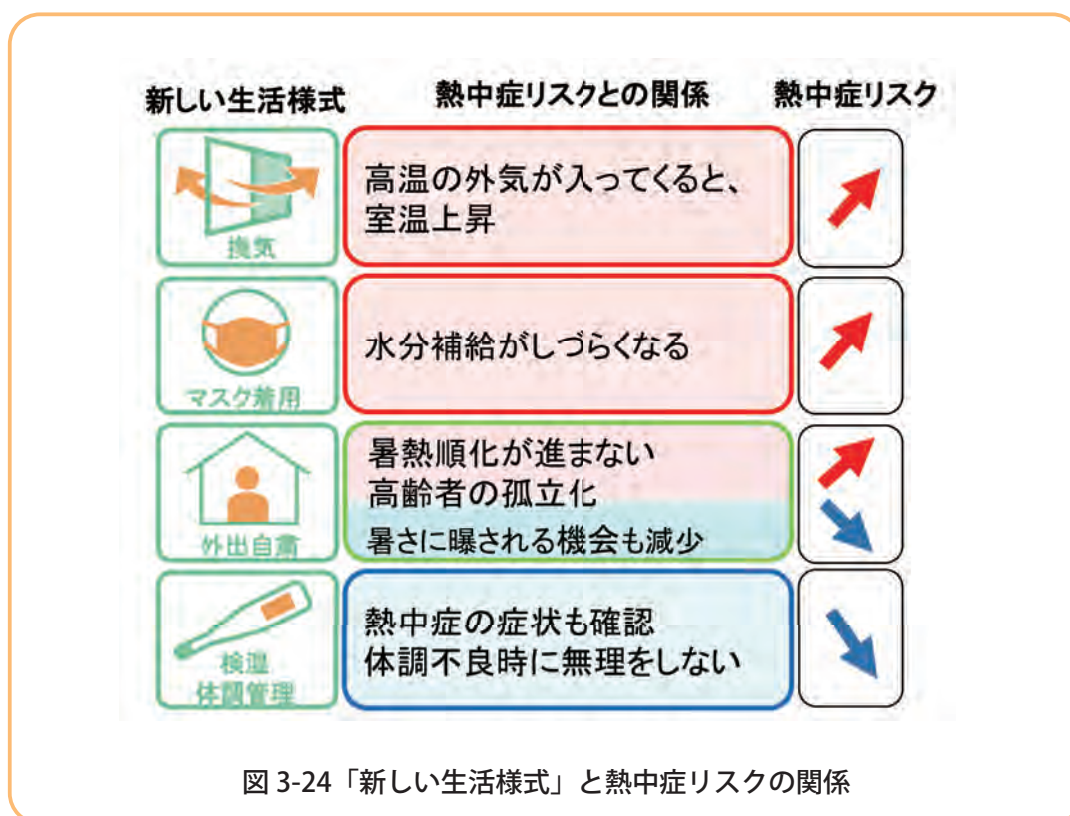 新しい生活様式 熱中症リスクとの関係 熱中症リスク
換気
高温の外気が入ってくると、
室温上昇
マスク着用
水分補給がしづらくなる
外出自粛
暑熱順化が進まない
高齢者の孤立化
暑さに曝される機会も減少
検温
体調管理
熱中症の症状も確認
体調不良時に無理をしない
図 3-24「新しい生活様式」と熱中症リスクの関係